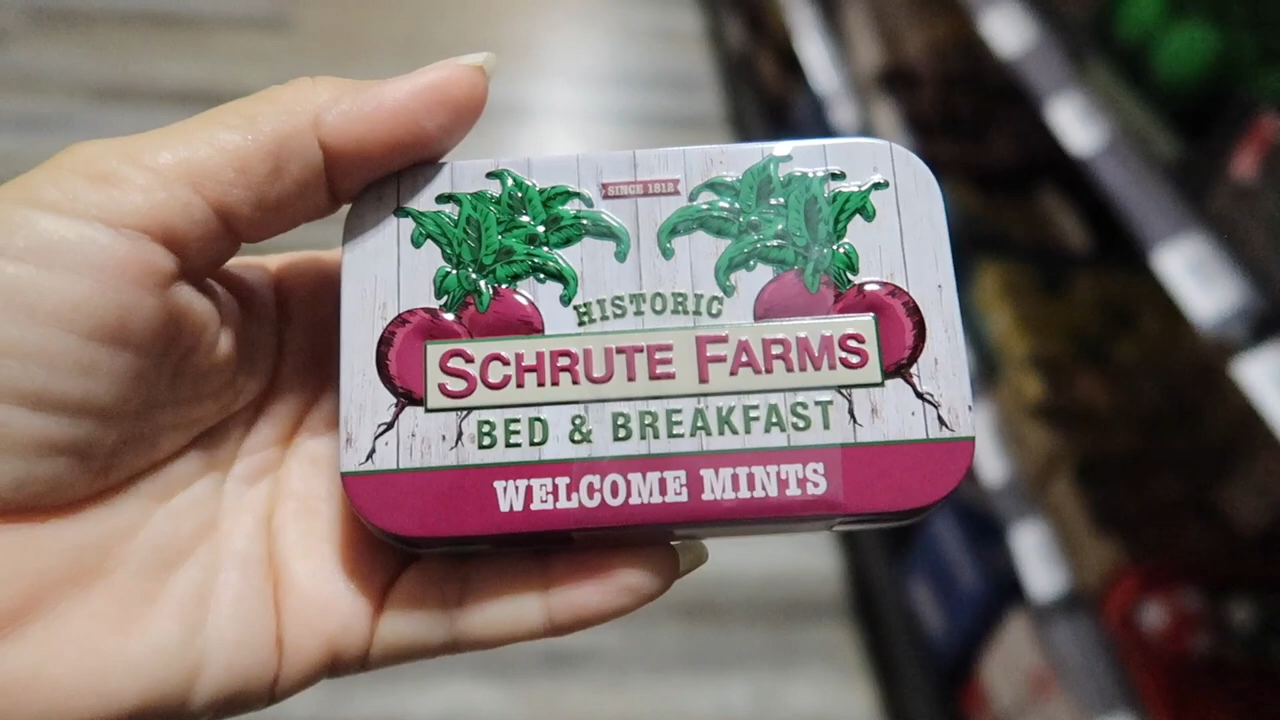 SINCE 1812
HISTORIC
SCHRUTE FARMS
BED & BREAKFAST
WELCOME MINTS